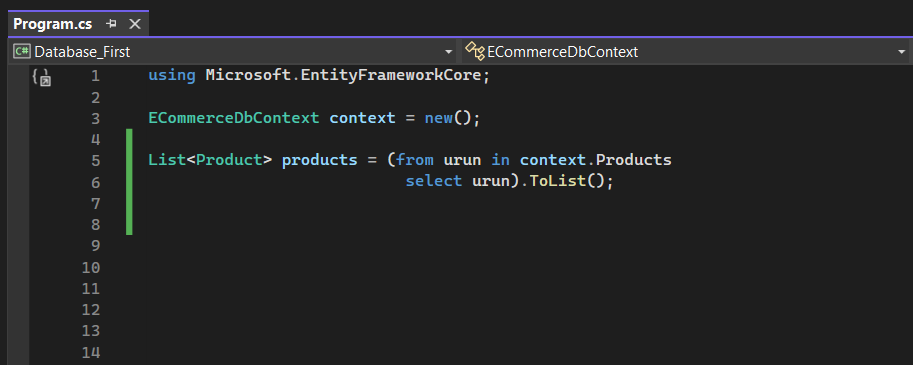 Program.cs
C# Database_First ECommerceDbContext
1 using Microsoft.EntityFrameworkCore;
2
3 ECommerceDbContext context = new();
4
5 List<Product> products = (from urun in context.Products
6 select urun).ToList();
7
8
9
10
11
12
13
14